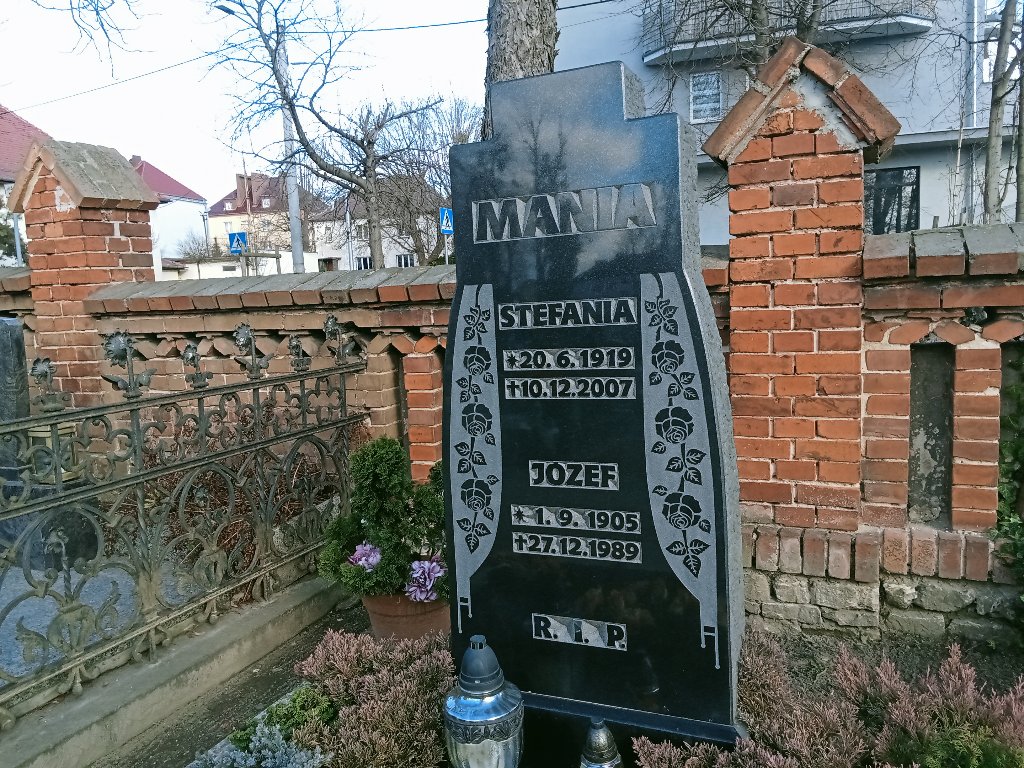 MANIA
STEFANIA
*20.6.1919
†10.12.2007
JOZEF
*1.9.1905
†27.12.1989
R.I.P.